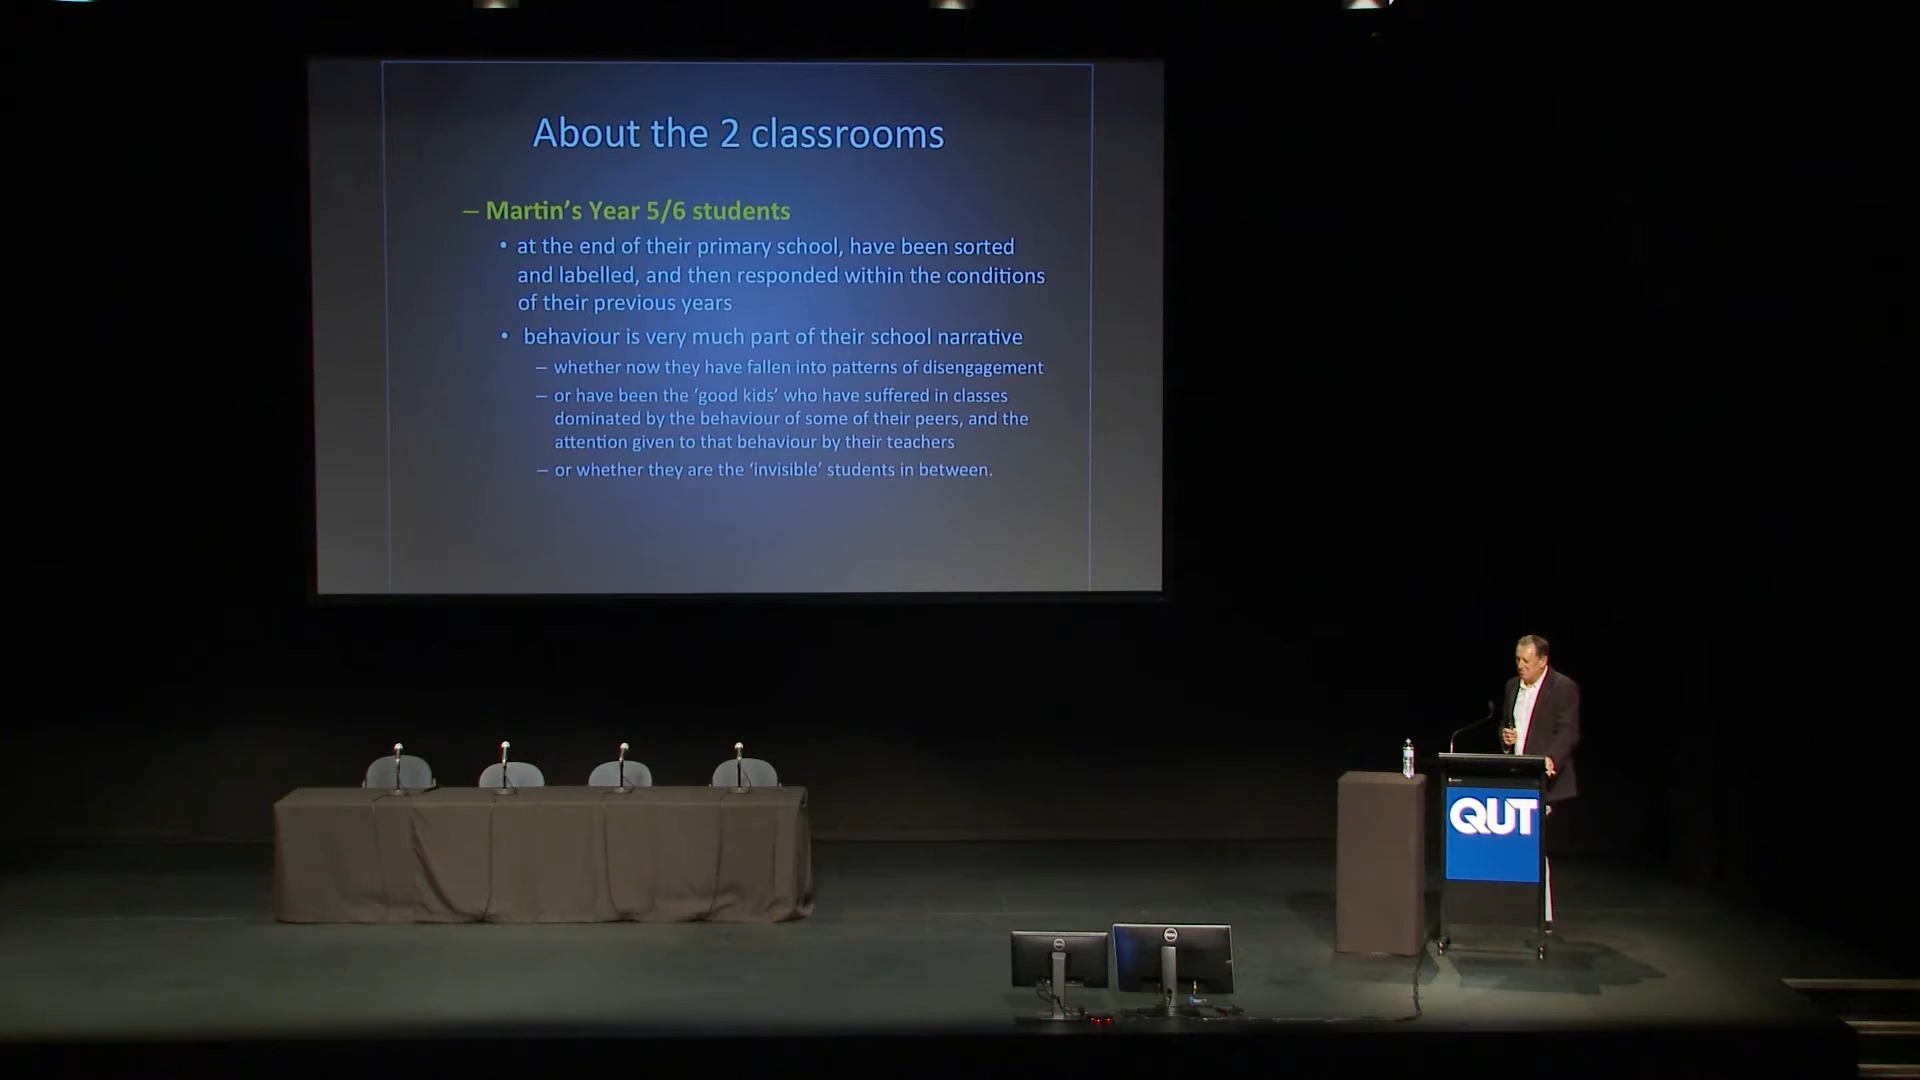 About the 2 classrooms
– Martin's Year 5/6 students
• at the end of their primary school, have been sorted
and labelled, and then responded within the conditions
of their previous years
• behaviour is very much part of their school narrative
– whether now they have fallen into patterns of disengagement
– or have been the 'good kids' who have suffered in classes
dominated by the behaviour of some of their peers, and the
attention given to that behaviour by their teachers
– or whether they are the 'invisible' students in between.
QUT